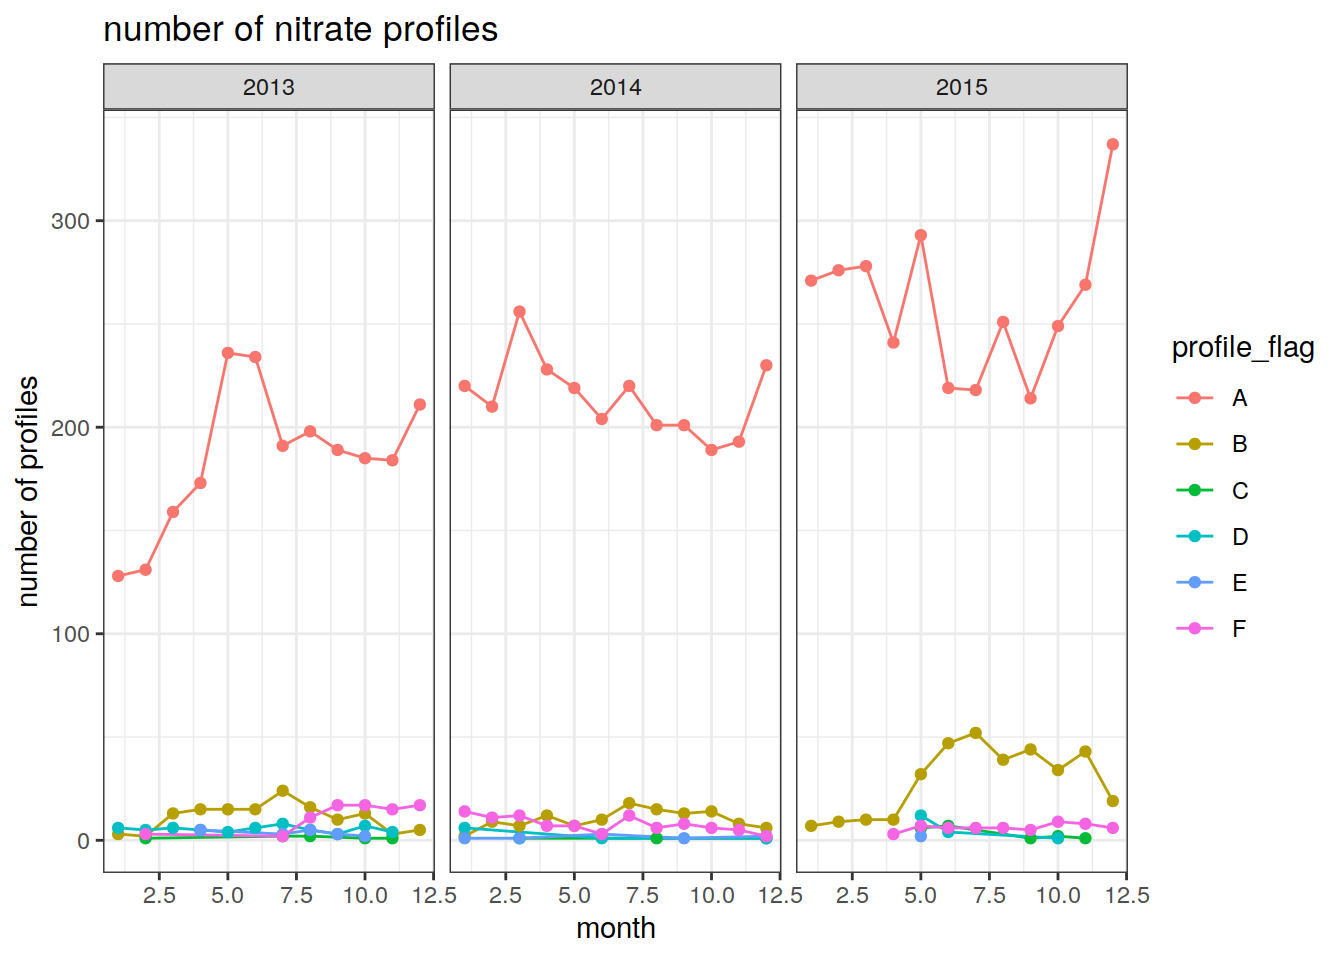 number of nitrate profiles
2013 2014 2015
300
200
100
0
number of profiles
2.5 5.0 7.5 10.0 12.5 2.5 5.0 7.5 10.0 12.5 2.5 5.0 7.5 10.0 12.5
month
profile_flag
A
B
C
D
E
F